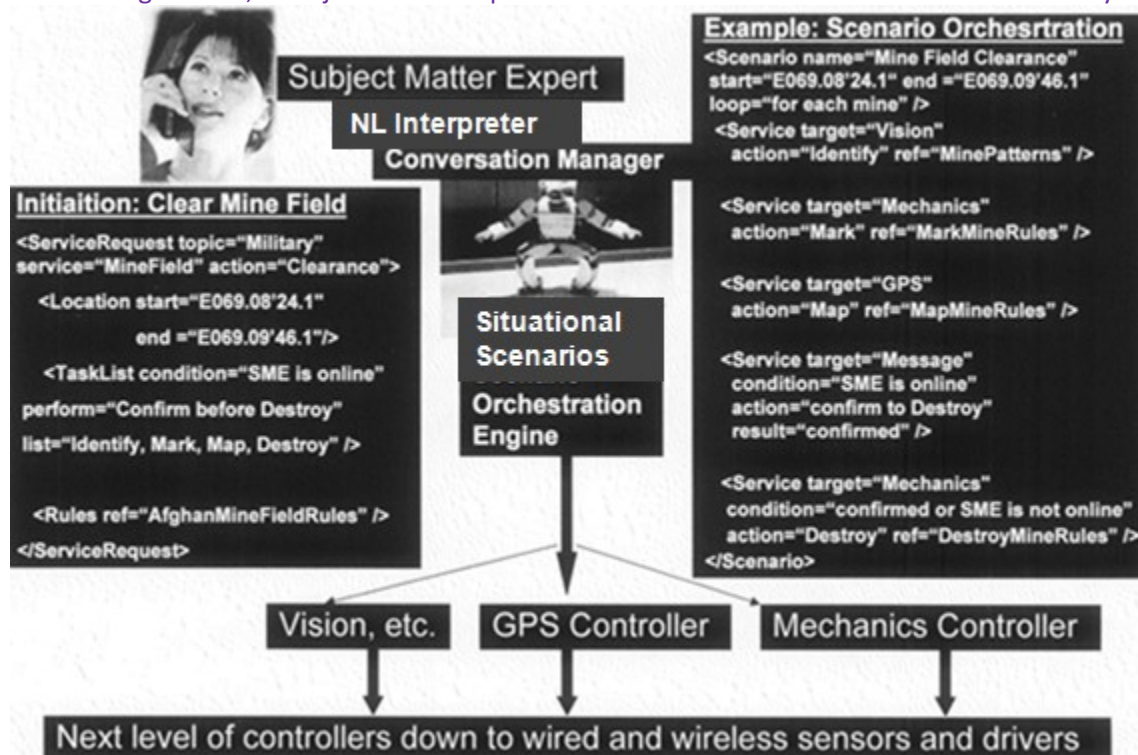 Subject Matter Expert
NL Interpreter
Conversation Manager
Initiaition: Clear Mine Field
<ServiceRequest topic="Military"
service="MineField" action="Clearance">
<Location start="E069.08'24.1"
end ="E069.09'46.1"/>
<TaskList condition="SME is online"
perform="Confirm before Destroy"
list="Identify, Mark, Map, Destroy" />
<Rules ref="AfghanMineFieldRules" />
</ServiceRequest>
Situational
Scenarios
Orchestration
Engine
Example: Scenario Orchesrtration
<Scenario name="Mine Field Clearance"
start="E069.08'24.1" end ="E069.09'46.1"
loop="for each mine" />
<Service target="Vision"
action="Identify" ref="MinePatterns" />
<Service target="Mechanics"
action="Mark" ref="MarkMineRules" />
<Service target="GPS"
action="Map" ref="MapMineRules" />
<Service target="Message"
condition="SME is online"
action="confirm to Destroy"
result="confirmed" />
<Service target="Mechanics"
condition="confirmed or SME is not online"
action="Destroy" ref="DestroyMineRules" />
</Scenario>
Vision, etc.
GPS Controller
Mechanics Controller
Next level of controllers down to wired and wireless sensors and drivers